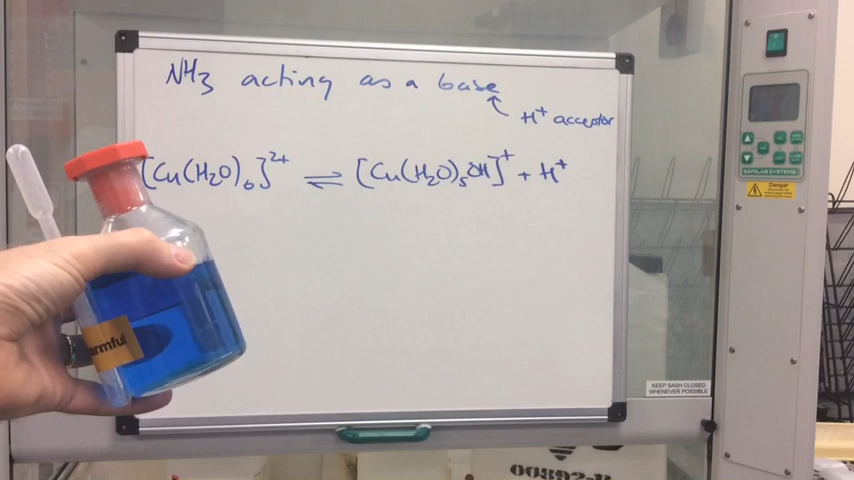 NH3 acting as a base
H+ acceptor
[Cu(H2O)6]2+ ⇌ [Cu(H2O)5OH]+ + H+
armful
SAFELAB SYSTEMS
Danger
KEEP SASH CLOSED
WHENEVER POSSIBLE